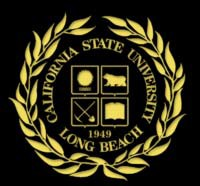 CALIFORNIA STATE UNIVERSITY
LONG BEACH
1949